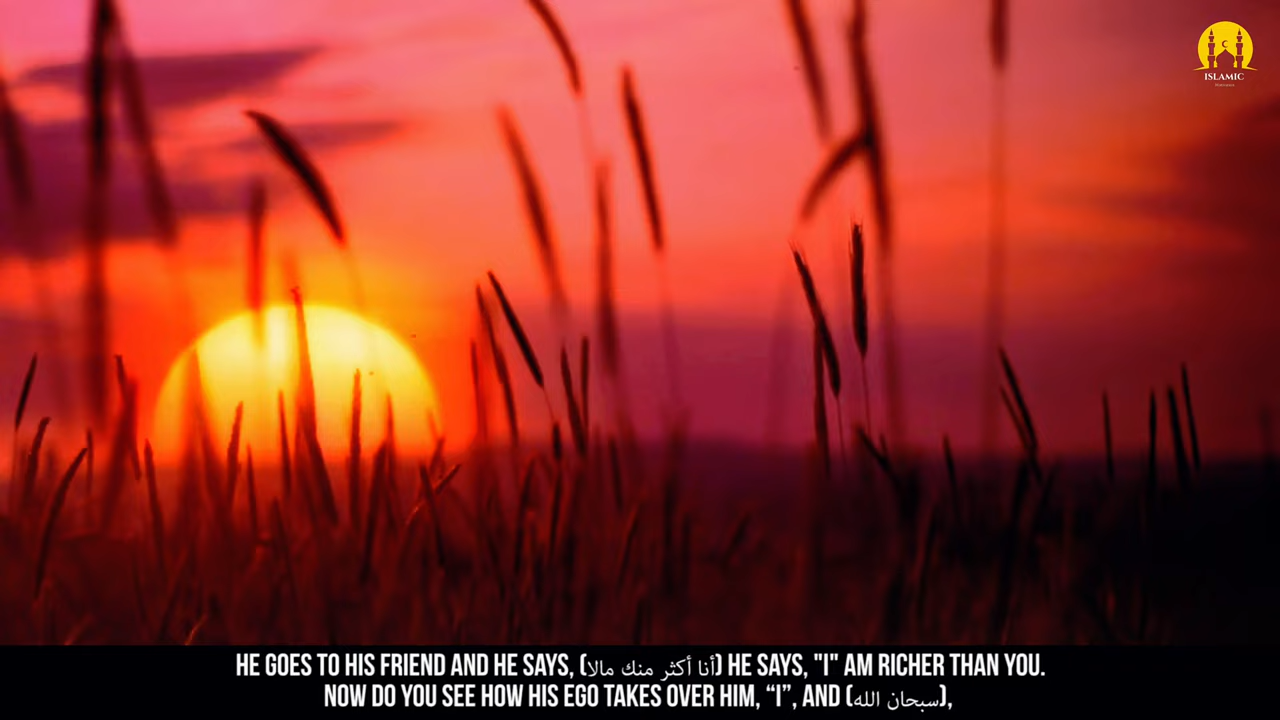 ISLAMIC
HE GOES TO HIS FRIEND AND HE SAYS, (أنا أكثر منك مالا) HE SAYS, "I" AM RICHER THAN YOU.
NOW DO YOU SEE HOW HIS EGO TAKES OVER HIM, “I”, AND (سبحان الله),